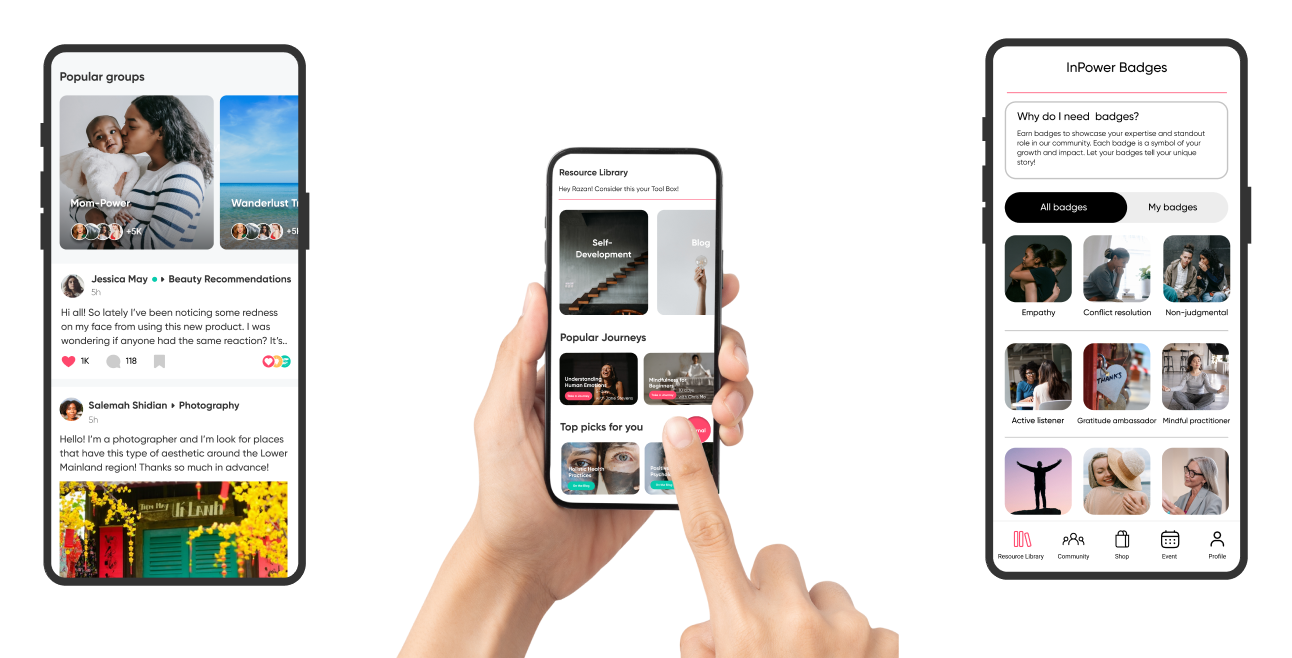 Popular groups
Mom-Power
+5K
Wanderlust
+5
Jessica May Beauty Recommendations
5h
Hi all! So lately I've been noticing some redness
on my face from using this new product. I was
wondering if anyone had the same reaction? It's..
1K
118
Salemah Shidian Photography
5h
Hello! I'm a photographer and I'm look for places
that have this type of aesthetic around the Lower
Mainland region! Thanks so much in advance!
Resource Library
Hey Razan! Consider this your Tool Box!
Self-
Development
Blog
Popular Journeys
Understanding
Human Emotions
with Jane Stevens
Mindfulness for
Beginners
Top picks for you
Holistic Health
Practices
Positive
InPower Badges
Why do I need badges?
Earn badges to showcase your expertise and standout
role in our community. Each badge is a symbol of your
growth and impact. Let your badges tell your unique
story!
All badges
My badges
Empathy
Conflict resolution
Non-judgmental
THANKS
Active listener
Gratitude ambassador
Mindful practitioner
Resource Library
Community
Shop
Event
Profile